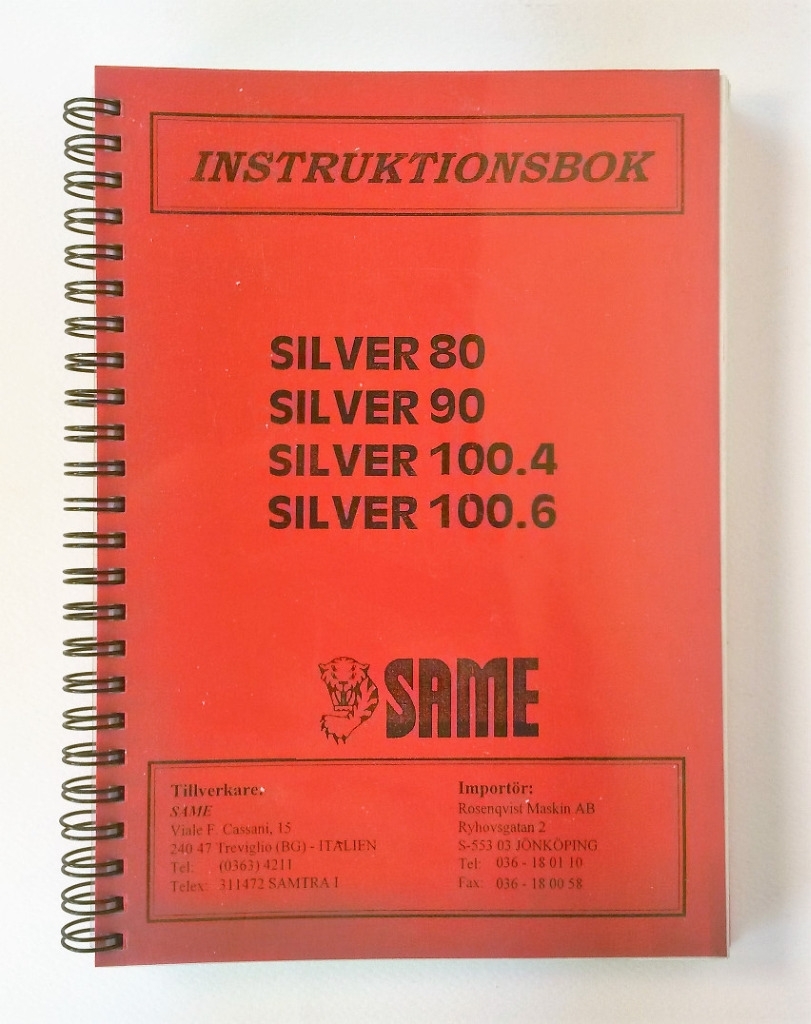 INSTRUKTIONSBOK
SILVER 80
SILVER 90
SILVER 100.4
SILVER 100.6
SAME
Tillverkare:
SAME
Viale F. Cassani, 15
240 47 Treviglio (BG) - ITALIEN
Tel: (0363) 4211
Telex: 311472 SAMTRA I
Importör:
Rosenqvist Maskin AB
Ryhovsgatan 2
S-553 03 JÖNKÖPING
Tel: 036 - 18 01 10
Fax: 036 - 18 00 58